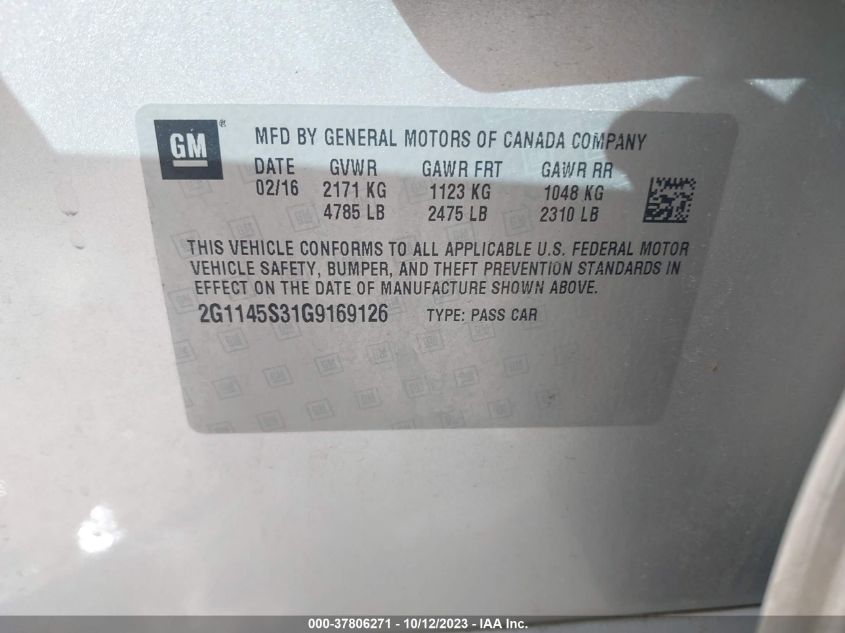 GM ®
MFD BY GENERAL MOTORS OF CANADA COMPANY
DATE GVWR GAWR FRT GAWR RR
02/16 2171 KG 1123 KG 1048 KG
4785 LB 2475 LB 2310 LB
THIS VEHICLE CONFORMS TO ALL APPLICABLE U.S. FEDERAL MOTOR
VEHICLE SAFETY, BUMPER, AND THEFT PREVENTION STANDARDS IN
EFFECT ON THE DATE OF MANUFACTURE SHOWN ABOVE.
2G1145S31G9169126 TYPE: PASS CAR
000-37806271 - 10/12/2023 - IAA Inc.